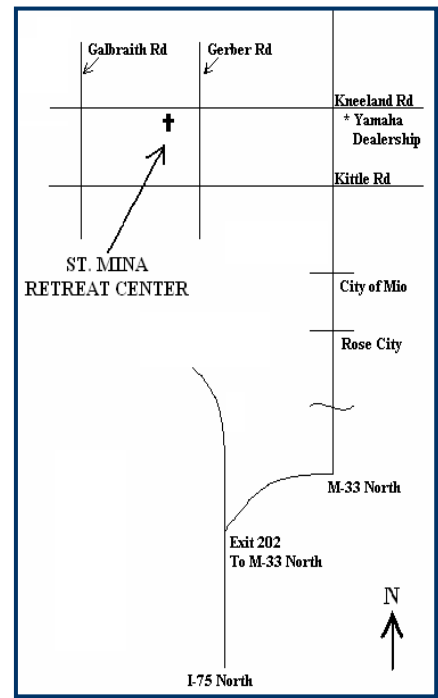 Galbraith Rd
Gerber Rd
Kneeland Rd
* Yamaha
Dealership
Kittle Rd
ST. MINA
RETREAT CENTER
City of Mio
Rose City
M-33 North
Exit 202
To M-33 North
N
I-75 North